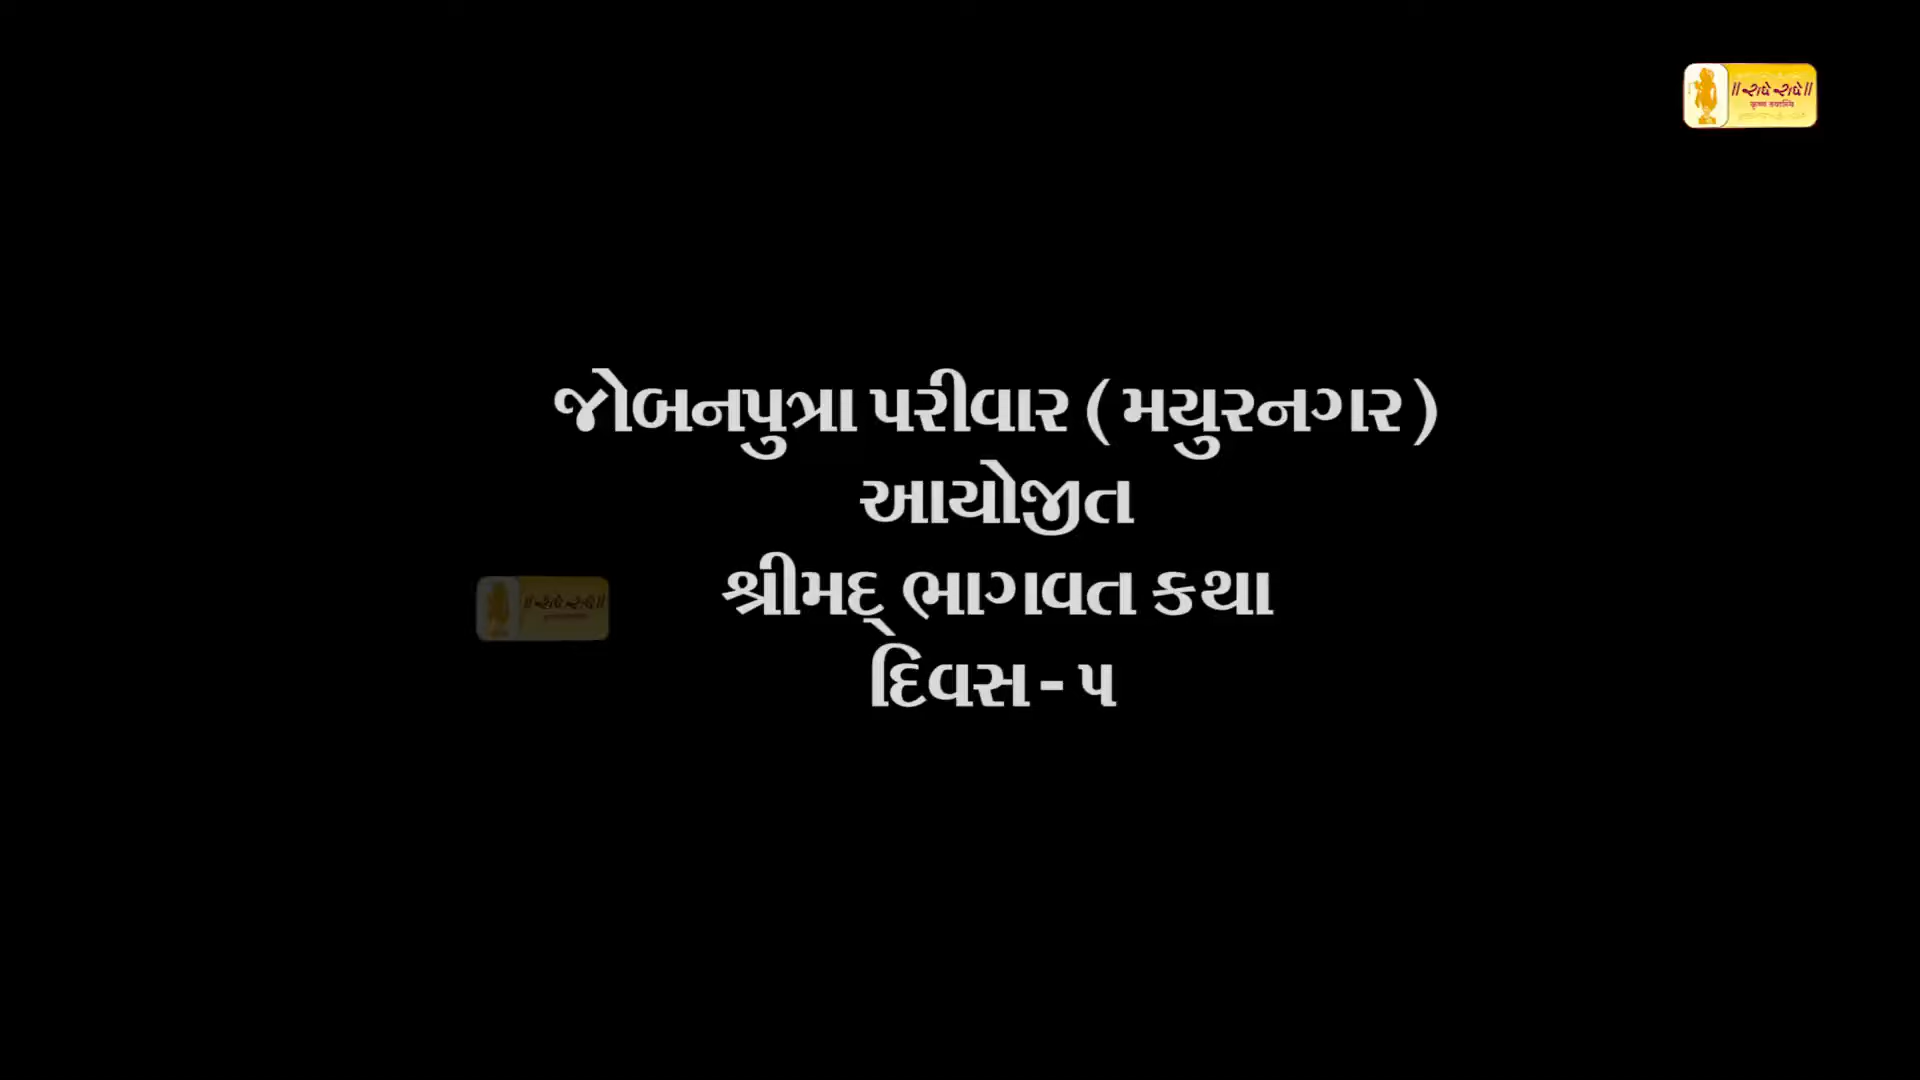 ॥ રાધે રાધે ॥
જોબનપુત્રા પરીવાર ( મયુરનગર )
આયોજીત
શ્રીમદ્ ભાગવત કથા
દિવસ - ૫
॥ રાધે રાધે ॥